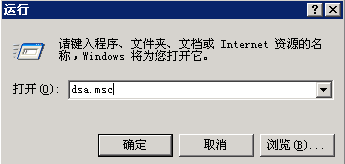 运行
请键入程序、文件夹、文档或 Internet 资源的名
称,Windows 将为您打开它。
打开(O): dsa.msc
确定 取消 浏览(B)...